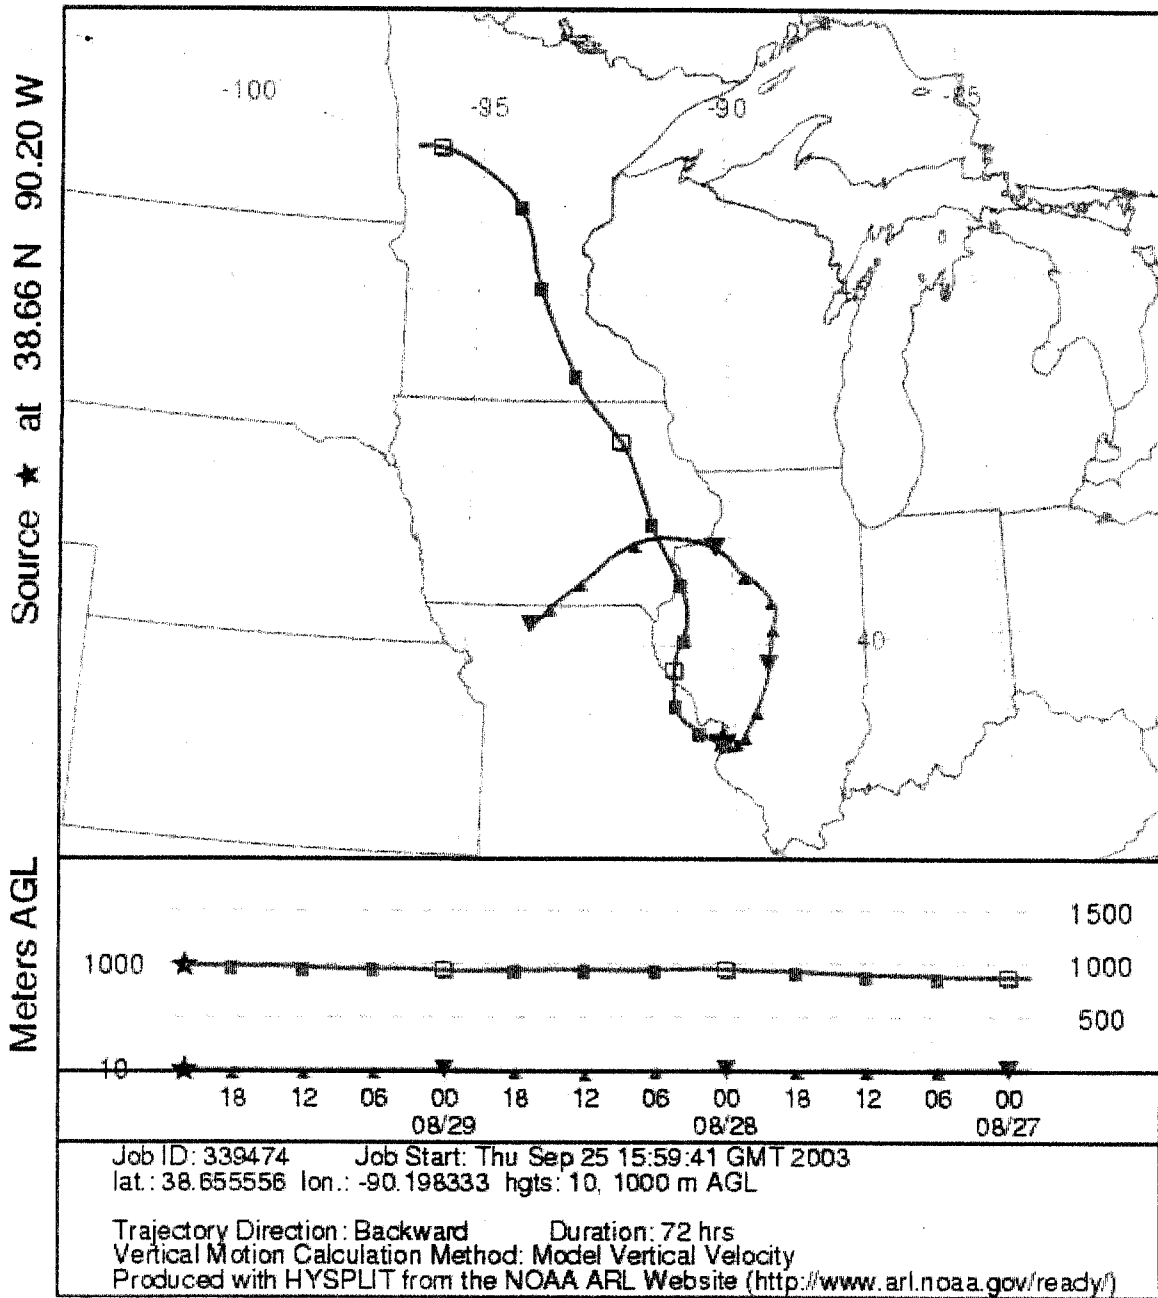 Source ★ at 38.66 N 90.20 W
-100
-95
-90
-85
40
Meters AGL
1500
1000 1000
500
10
18 12 06 00 18 12 06 00 18 12 06 00
08/29 08/28 08/27
Job ID: 339474 Job Start: Thu Sep 25 15:59:41 GMT 2003
lat.: 38.655556 lon.: -90.198333 hgts: 10, 1000 m AGL
Trajectory Direction: Backward Duration: 72 hrs
Vertical Motion Calculation Method: Model Vertical Velocity
Produced with HYSPLIT from the NOAA ARL Website (http://www.arl.noaa.gov/ready/)